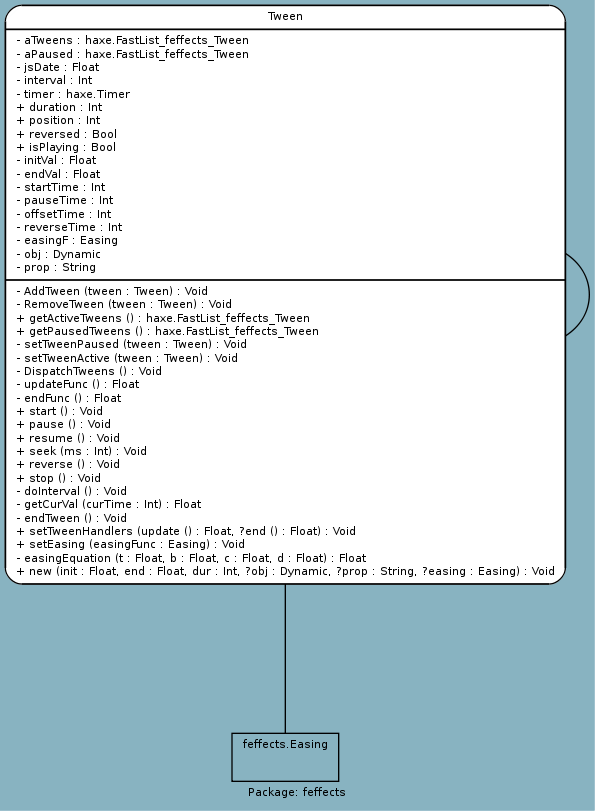 Tween
- aTweens : haxe.FastList_feffects_Tween
- aPaused : haxe.FastList_feffects_Tween
- jsDate : Float
- interval : Int
- timer : haxe.Timer
+ duration : Int
+ position : Int
+ reversed : Bool
+ isPlaying : Bool
- initVal : Float
- endVal : Float
- startTime : Int
- pauseTime : Int
- offsetTime : Int
- reverseTime : Int
- easingF : Easing
- obj : Dynamic
- prop : String
- AddTween (tween : Tween) : Void
- RemoveTween (tween : Tween) : Void
+ getActiveTweens () : haxe.FastList_feffects_Tween
+ getPausedTweens () : haxe.FastList_feffects_Tween
- setTweenPaused (tween : Tween) : Void
- setTweenActive (tween : Tween) : Void
- DispatchTweens () : Void
- updateFunc () : Float
- endFunc () : Float
+ start () : Void
+ pause () : Void
+ resume () : Void
+ seek (ms : Int) : Void
+ reverse () : Void
+ stop () : Void
- doInterval () : Void
- getCurVal (curTime : Int) : Float
- endTween () : Void
+ setTweenHandlers (update () : Float, ?end () : Float) : Void
+ setEasing (easingFunc : Easing) : Void
- easingEquation (t : Float, b : Float, c : Float, d : Float) : Float
+ new (init : Float, end : Float, dur : Int, ?obj : Dynamic, ?prop : String, ?easing : Easing) : Void
feffects.Easing
Package: feffects